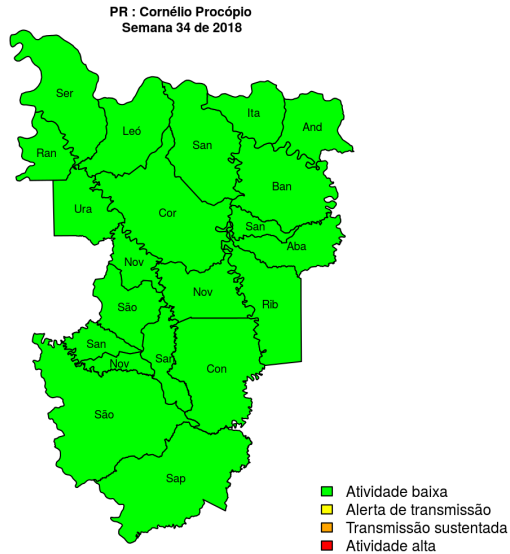 PR : Cornélio Procópio
Semana 34 de 2018
Ser
Leó
Ita
And
San
Ran
Ban
Ura
Cor
San
Aba
Nov
Nov
Rib
São
San
San
Nov
Con
São
Sap
Atividade baixa
Alerta de transmissão
Transmissão sustentada
Atividade alta